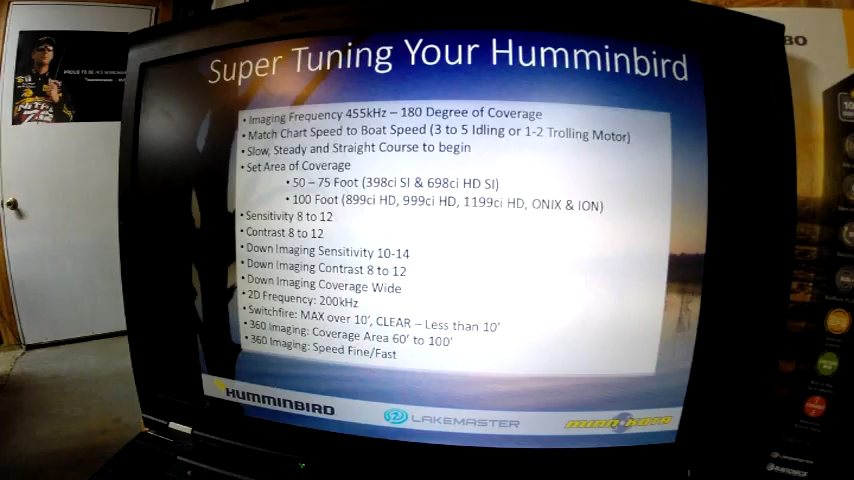 PROUD TO BE HIS WINGMAN
Super Tuning Your Humminbird
• Imaging Frequency 455kHz – 180 Degree of Coverage
• Match Chart Speed to Boat Speed (3 to 5 Idling or 1-2 Trolling Motor)
• Slow, Steady and Straight Course to begin
• Set Area of Coverage
• 50 – 75 Foot (398ci SI & 698ci HD SI)
• 100 Foot (899ci HD, 999ci HD, 1199ci HD, ONIX & ION)
• Sensitivity 8 to 12
• Contrast 8 to 12
• Down Imaging Sensitivity 10-14
• Down Imaging Contrast 8 to 12
• Down Imaging Coverage Wide
• 2D Frequency: 200kHz
• Switchfire: MAX over 10', CLEAR – Less than 10'
• 360 Imaging: Coverage Area 60' to 100'
• 360 Imaging: Speed Fine/Fast
HUMMINBIRD
LAKEMASTER
MINN KOTA